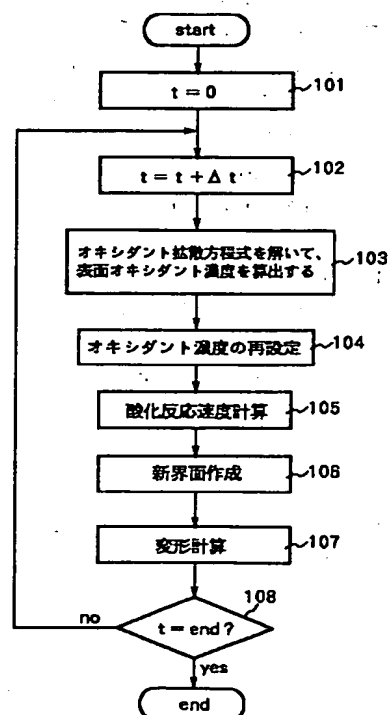 start
t = 0
101
t = t + Δ t
102
オキシダント拡散方程式を解いて、
表面オキシダント濃度を算出する
103
オキシダント濃度の再設定
104
酸化反応速度計算
105
新界面作成
106
変形計算
107
108
no
t = end ?
yes
end